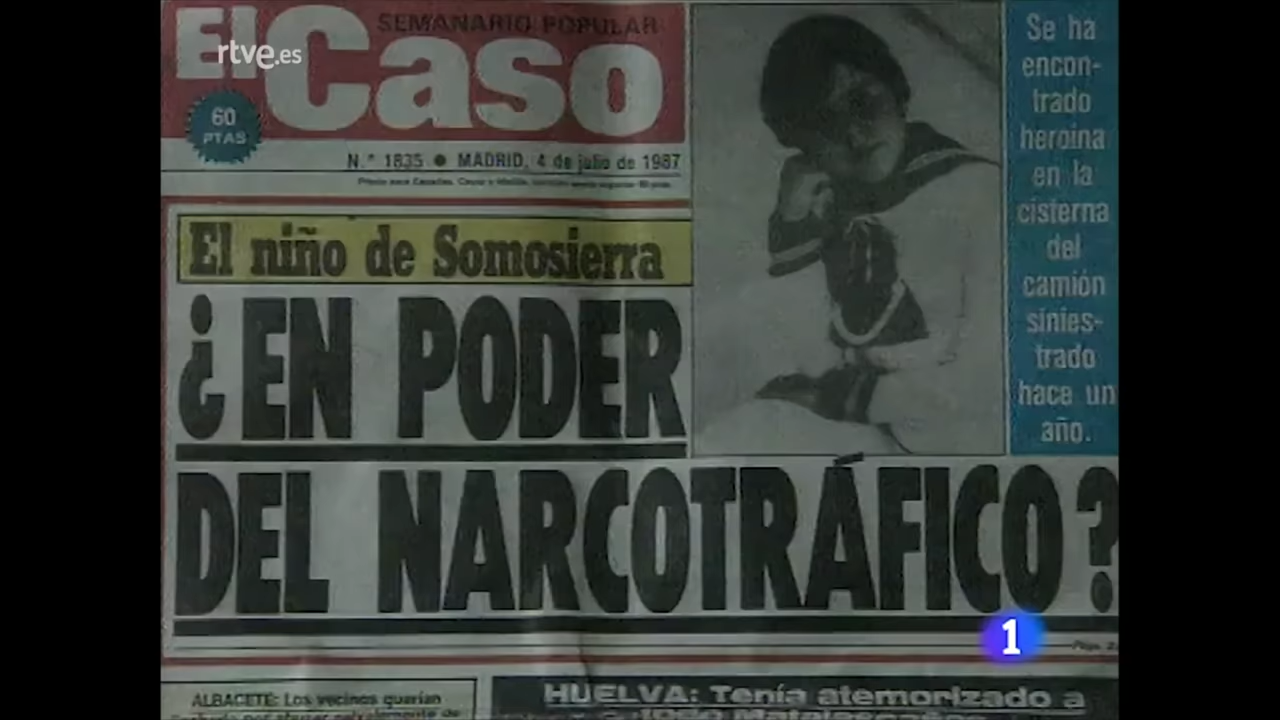 SEMANARIO POPULAR
El Caso
rtve.es
60
PTAS
N.° 1835 • MADRID, 4 de julio de 1987
El niño de Somosierra
¿EN PODER
DEL NARCOTRÁFICO?
Se ha
encon-
trado
heroina
en la
cisterna
del
camión
sinies-
trado
hace un
año.
1
ALBACETE: Los vecinos querían
HUELVA: Tenía atemorizado a